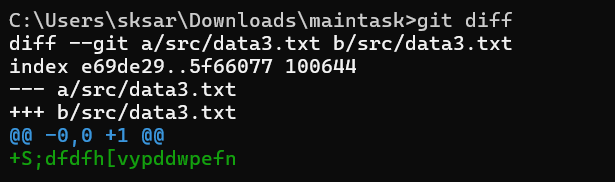 C:\Users\sksar\Downloads\maintask>git diff
diff --git a/src/data3.txt b/src/data3.txt
index e69de29..5f66077 100644
--- a/src/data3.txt
+++ b/src/data3.txt
@@ -0,0 +1 @@
+S;dfdfh[vypddwpefn